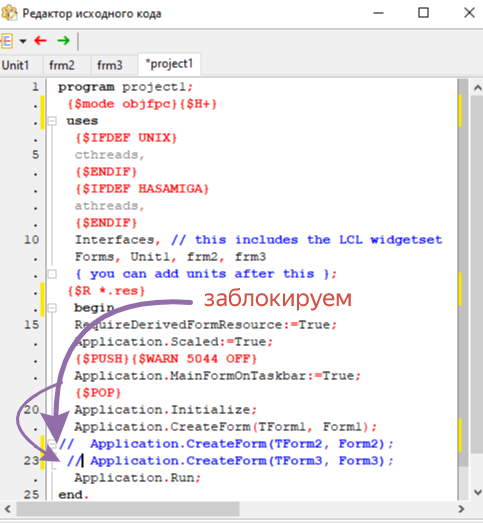 Редактор исходного кода
Unit1 frm2 frm3 *project1
1 program project1;
. {$mode objfpc}{$H+}
. uses
. {$IFDEF UNIX}
5 cthreads,
. {$ENDIF}
. {$IFDEF HASAMIGA}
. athreads,
. {$ENDIF}
10 Interfaces, // this includes the LCL widgetset
. Forms, Unit1, frm2, frm3
. { you can add units after this };
. {$R *.res}
заблокируем
. begin
15 RequireDerivedFormResource:=True;
. Application.Scaled:=True;
. {$PUSH}{$WARN 5044 OFF}
. Application.MainFormOnTaskbar:=True;
. {$POP}
20 Application.Initialize;
. Application.CreateForm(TForm1, Form1);
. // Application.CreateForm(TForm2, Form2);
23 // Application.CreateForm(TForm3, Form3);
. Application.Run;
25 end.